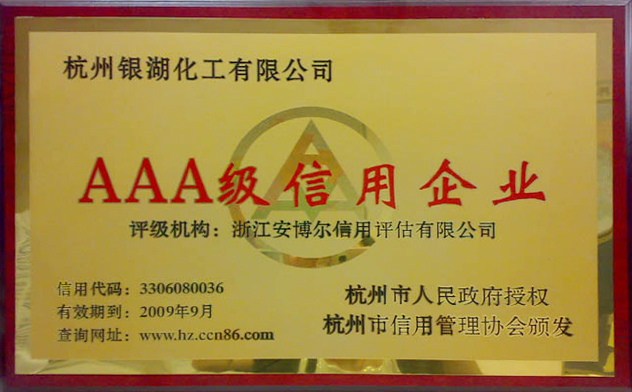 杭州银湖化工有限公司
AAA级信用企业
评级机构：浙江安博尔信用评估有限公司
信用代码：3306080036
有效期到：2009年9月
查询网址：www.hz.ccn86.com
杭州市人民政府授权
杭州市信用管理协会颁发